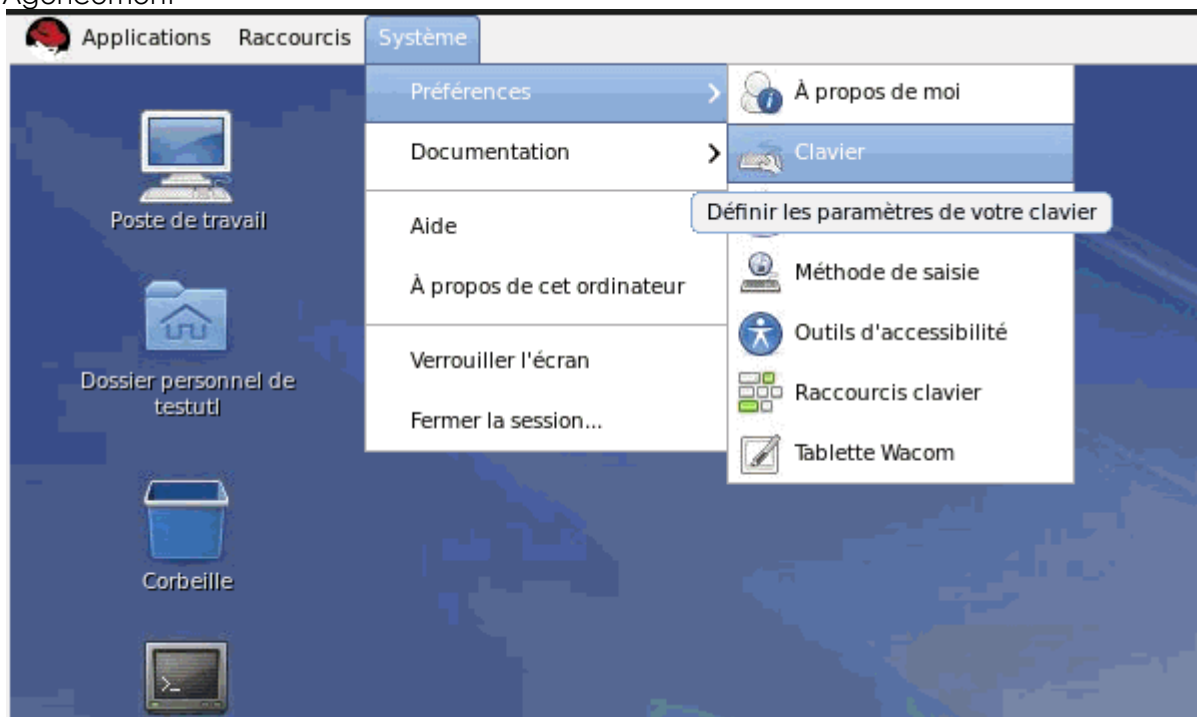 Agencement
Applications Raccourcis Système
Préférences
Documentation
Aide
À propos de cet ordinateur
Verrouiller l'écran
Fermer la session...
À propos de moi
Clavier
Définir les paramètres de votre clavier
Méthode de saisie
Outils d'accessibilité
Raccourcis clavier
Tablette Wacom
Poste de travail
Dossier personnel de
testutl
Corbeille
>_